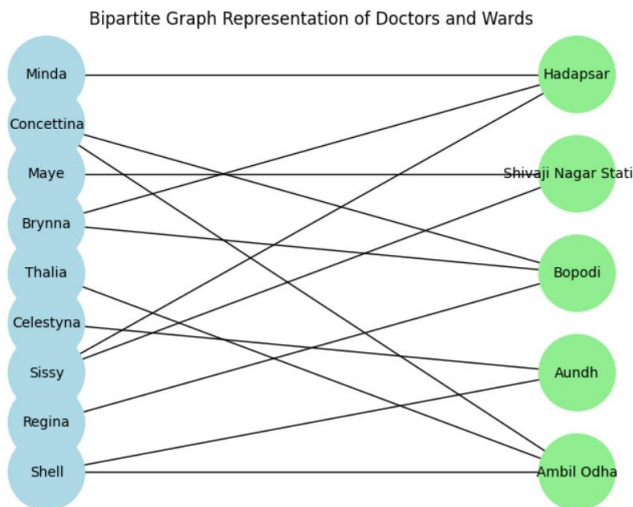 Bipartite Graph Representation of Doctors and Wards
Minda
Hadapsar
Concettina
Maye
Shivaji Nagar Stati
Brynna
Thalia
Bopodi
Celestyna
Sissy
Aundh
Regina
Shell
Ambil Odha